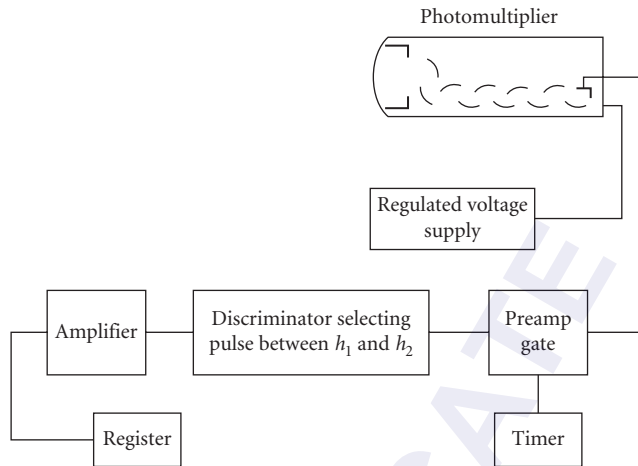 Photomultiplier
Regulated voltage
supply
Amplifier
Discriminator selecting
pulse between h₁ and h₂
Preamp
gate
Register
Timer